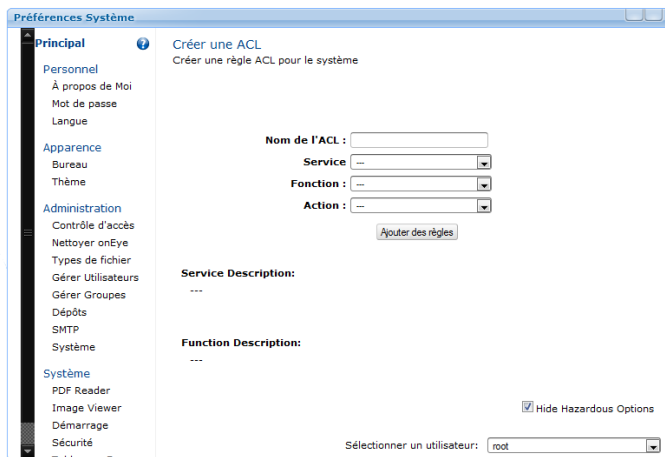 Préférences Système
Principal
Personnel
À propos de Moi
Mot de passe
Langue
Apparence
Bureau
Thème
Administration
Contrôle d'accès
Nettoyer onEye
Types de fichier
Gérer Utilisateurs
Gérer Groupes
Dépôts
SMTP
Système
Système
PDF Reader
Image Viewer
Démarrage
Sécurité
Créer une ACL
Créer une règle ACL pour le système
Nom de l'ACL :
Service ---
Fonction : ---
Action : ---
Ajouter des règles
Service Description:
---
Function Description:
---
Hide Hazardous Options
Sélectionner un utilisateur: root